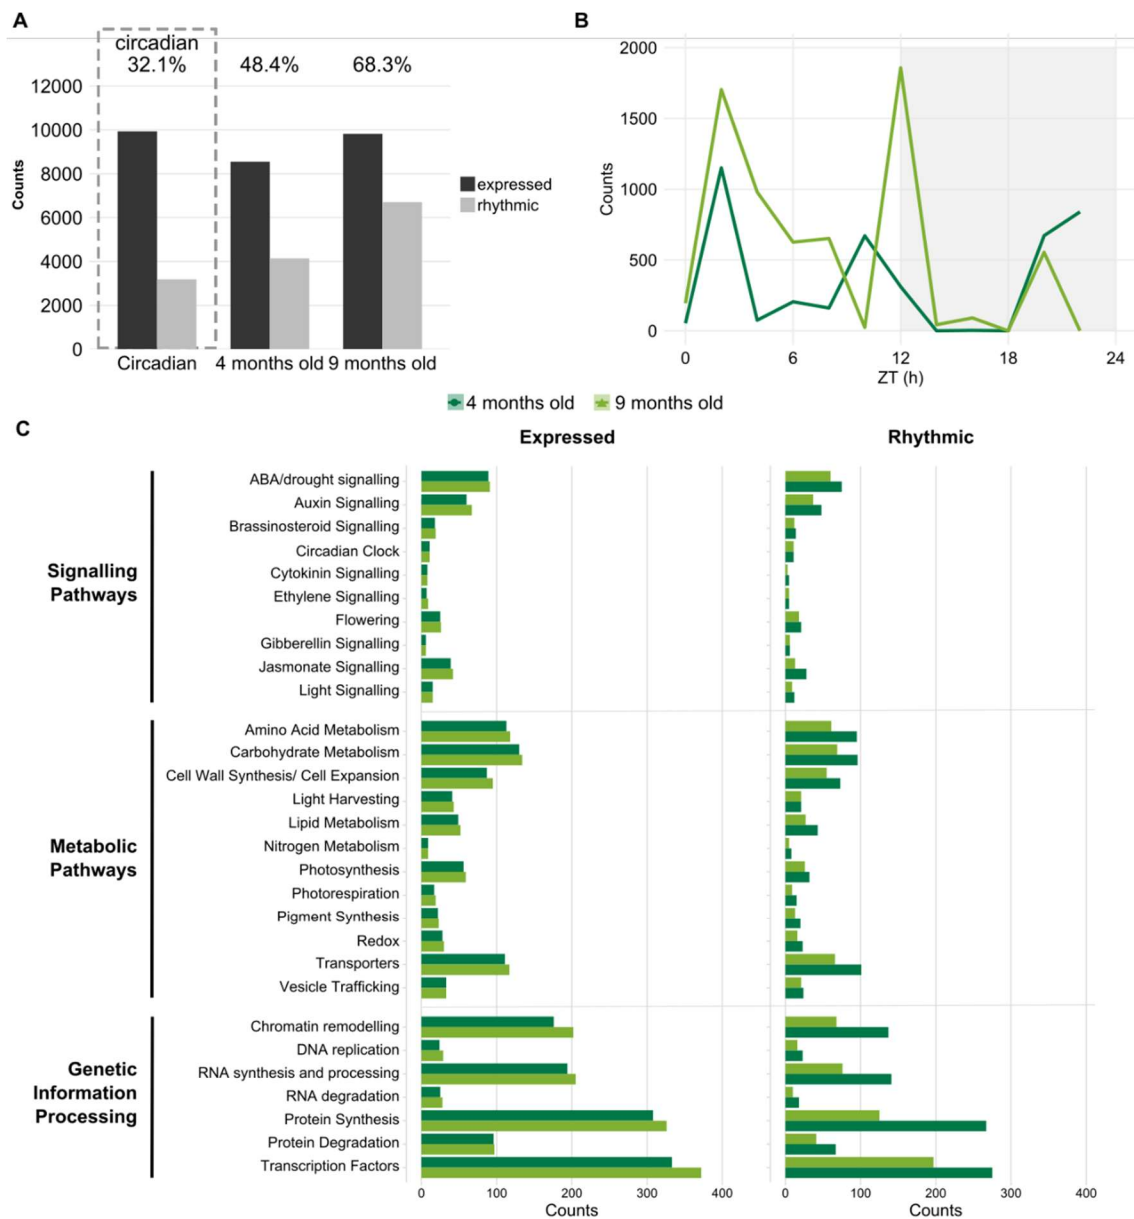 A
circadian
32.1%
48.4%
68.3%
12000
10000
8000
6000
4000
2000
0
Counts
Circadian
4 months old
9 months old
expressed
rhythmic
B
2000
1500
1000
500
0
Counts
0
6
12
18
24
ZT (h)
4 months old
9 months old
C
Expressed
Rhythmic
Signalling
Pathways
ABA/drought signalling
Auxin Signalling
Brassinosteroid Signalling
Circadian Clock
Cytokinin Signalling
Ethylene Signalling
Flowering
Gibberellin Signalling
Jasmonate Signalling
Light Signalling
Metabolic
Pathways
Amino Acid Metabolism
Carbohydrate Metabolism
Cell Wall Synthesis/ Cell Expansion
Light Harvesting
Lipid Metabolism
Nitrogen Metabolism
Photosynthesis
Photorespiration
Pigment Synthesis
Redox
Transporters
Vesicle Trafficking
Genetic
Information
Processing
Chromatin remodelling
DNA replication
RNA synthesis and processing
RNA degradation
Protein Synthesis
Protein Degradation
Transcription Factors
0
100
200
300
400
Counts
0
100
200
300
400
Counts